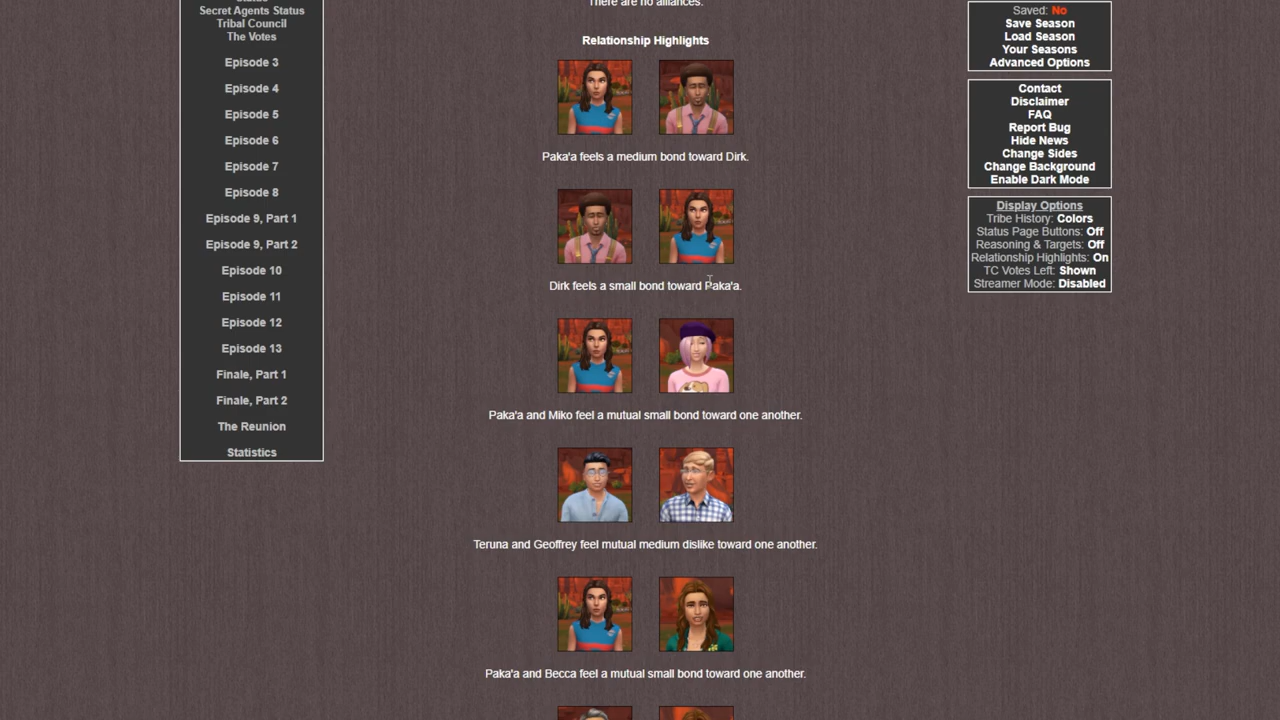 Secret Agents Status
Tribal Council
The Votes
Episode 3
Episode 4
Episode 5
Episode 6
Episode 7
Episode 8
Episode 9, Part 1
Episode 9, Part 2
Episode 10
Episode 11
Episode 12
Episode 13
Finale, Part 1
Finale, Part 2
The Reunion
Statistics
There are no alliances.
Relationship Highlights
Paka'a feels a medium bond toward Dirk.
Dirk feels a small bond toward Paka'a.
Paka'a and Miko feel a mutual small bond toward one another.
Teruna and Geoffrey feel mutual medium dislike toward one another.
Paka'a and Becca feel a mutual small bond toward one another.
Saved: No
Save Season
Load Season
Your Seasons
Advanced Options
Contact
Disclaimer
FAQ
Report Bug
Hide News
Change Sides
Change Background
Enable Dark Mode
Display Options
Tribe History: Colors
Status Page Buttons: Off
Reasoning & Targets: Off
Relationship Highlights: On
TC Votes Left: Shown
Streamer Mode: Disabled